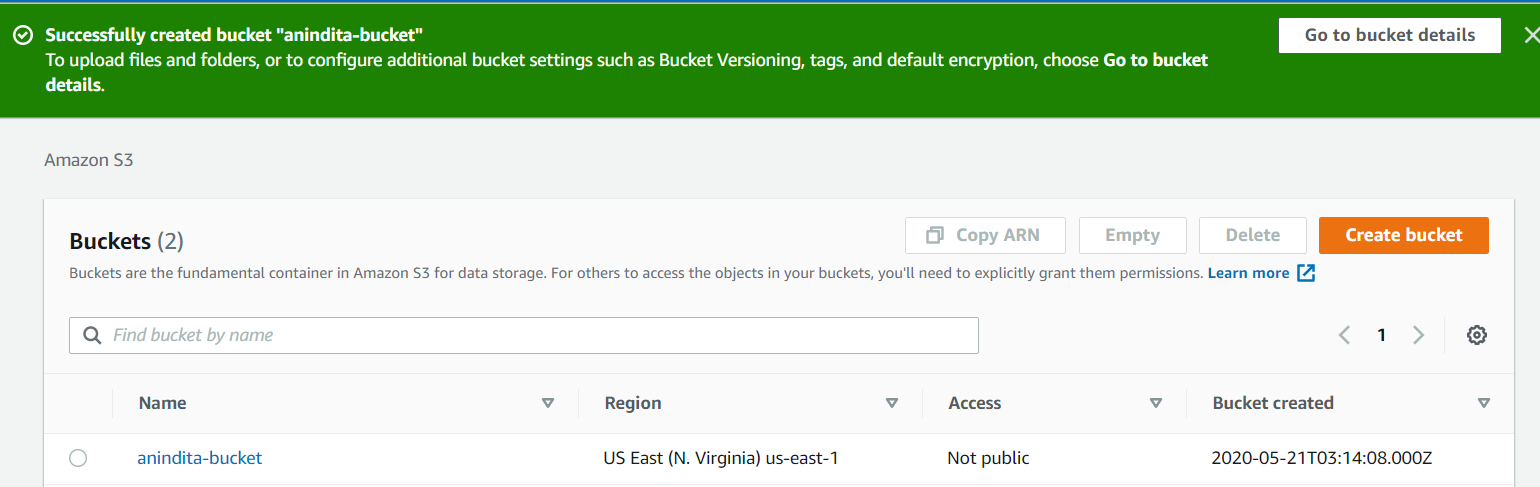 Successfully created bucket "anindita-bucket"
Go to bucket details
To upload files and folders, or to configure additional bucket settings such as Bucket Versioning, tags, and default encryption, choose Go to bucket
details.
Amazon S3
Buckets (2)
Copy ARN
Empty
Delete
Create bucket
Buckets are the fundamental container in Amazon S3 for data storage. For others to access the objects in your buckets, you'll need to explicitly grant them permissions. Learn more
Find bucket by name
1
Name
Region
Access
Bucket created
anindita-bucket
US East (N. Virginia) us-east-1
Not public
2020-05-21T03:14:08.000Z